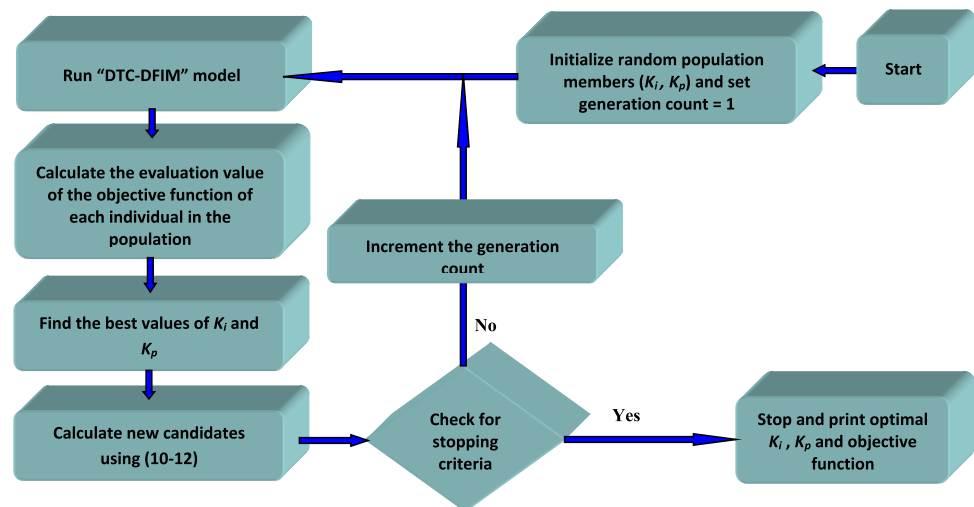 Start
Initialize random population
members (Ki , Kp) and set
generation count = 1
Run “DTC-DFIM” model
Calculate the evaluation value
of the objective function of
each individual in the
population
Find the best values of Ki and
Kp
Calculate new candidates
using (10-12)
Check for
stopping
criteria
No
Increment the generation
count
Yes
Stop and print optimal
Ki , Kp and objective
function